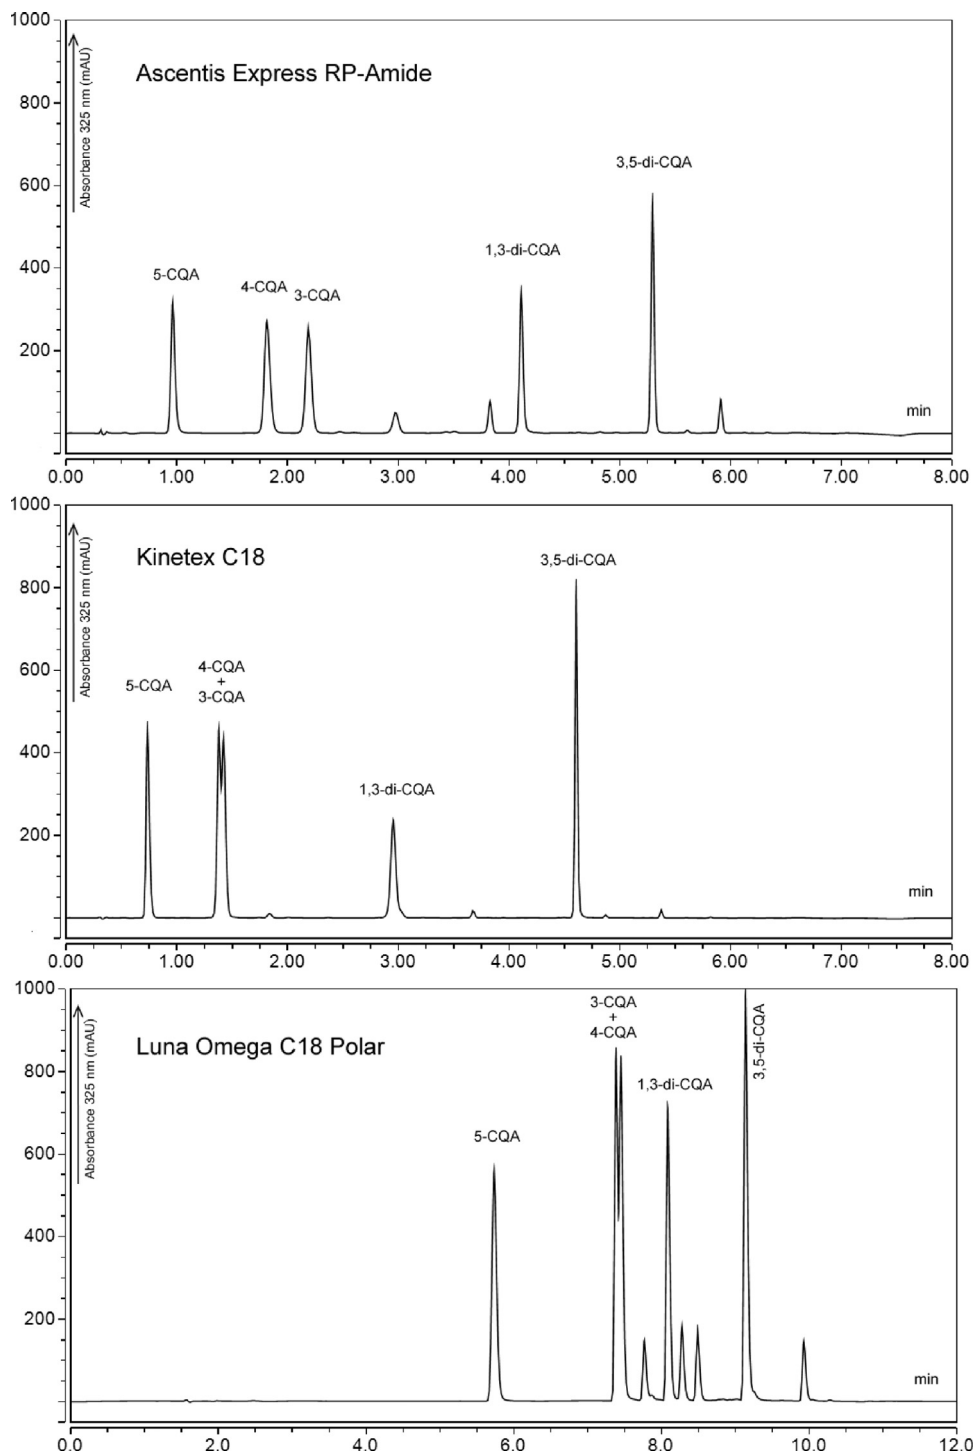 1000
800
600
400
200
Absorbance 325 nm (mAU)
Ascentis Express RP-Amide
5-CQA
4-CQA
3-CQA
1,3-di-CQA
3,5-di-CQA
min
0.00 1.00 2.00 3.00 4.00 5.00 6.00 7.00 8.00
1000
800
600
400
200
Absorbance 325 nm (mAU)
Kinetex C18
5-CQA
4-CQA
+
3-CQA
1,3-di-CQA
3,5-di-CQA
min
0.00 1.00 2.00 3.00 4.00 5.00 6.00 7.00 8.00
1000
800
600
400
200
Absorbance 325 nm (mAU)
Luna Omega C18 Polar
5-CQA
3-CQA
+
4-CQA
1,3-di-CQA
3,5-di-CQA
min
0.0 2.0 4.0 6.0 8.0 10.0 12.0